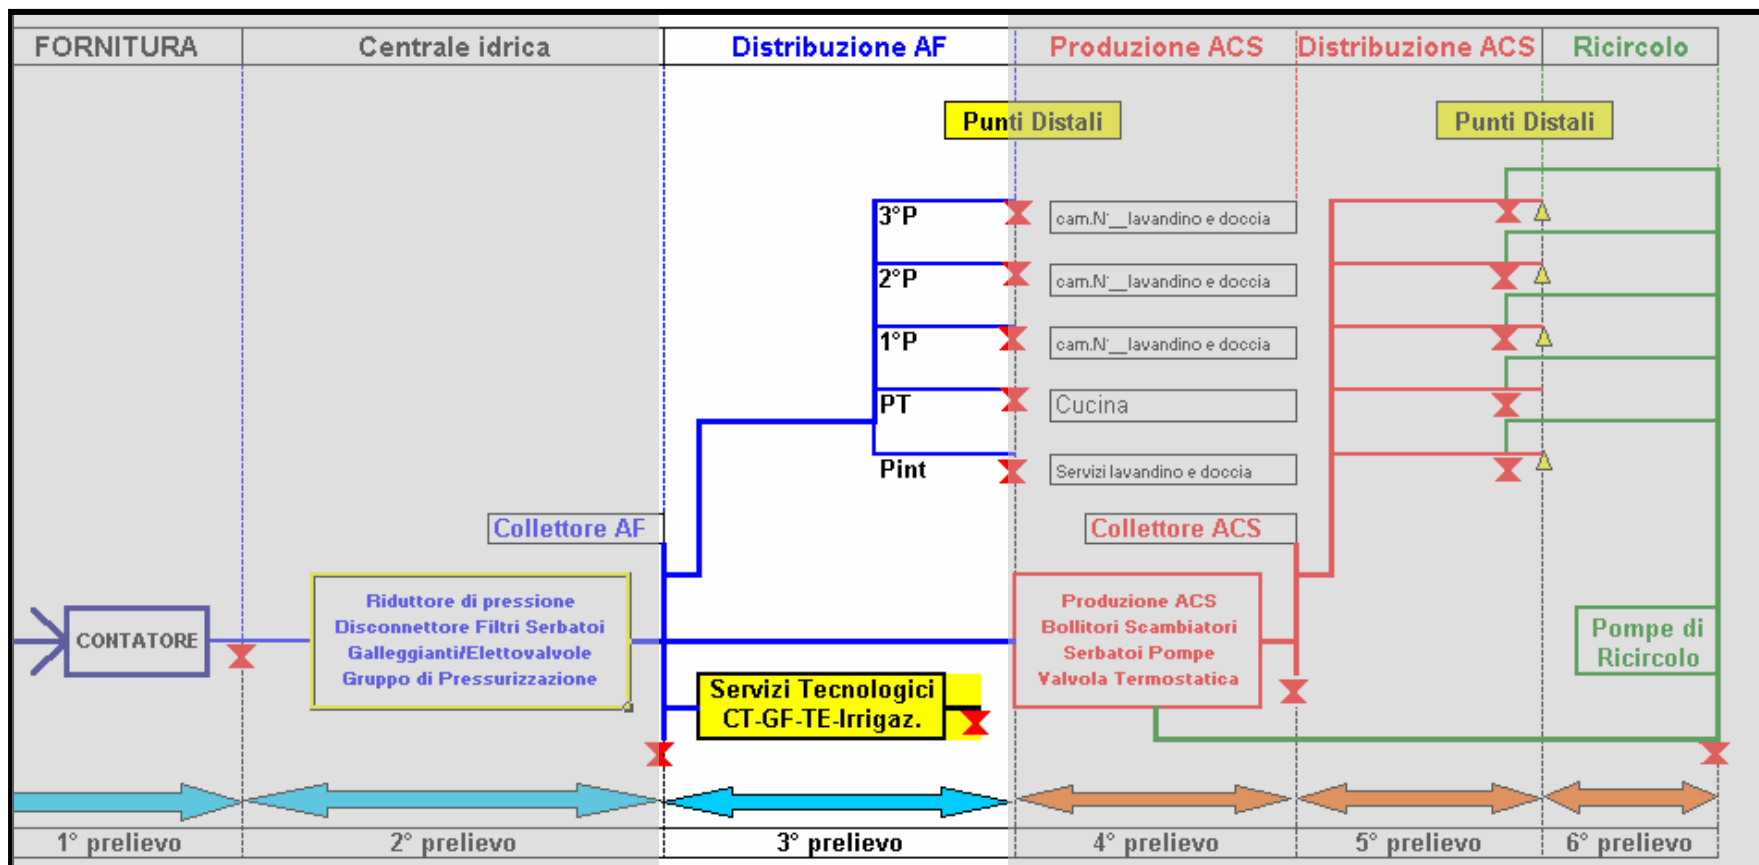 FORNITURA
Centrale idrica
Distribuzione AF
Produzione ACS
Distribuzione ACS
Ricircolo
Punti Distali
Punti Distali
3°P
cam.N°__lavandino e doccia
2°P
cam.N°__lavandino e doccia
1°P
cam.N°__lavandino e doccia
PT
Cucina
Pint
Servizi lavandino e doccia
Collettore AF
Collettore ACS
CONTATORE
Riduttore di pressione
Disconnettore Filtri Serbatoi
Galleggianti/Elettovalvole
Gruppo di Pressurizzazione
Produzione ACS
Bollitori Scambiatori
Serbatoi Pompe
Valvola Termostatica
Pompe di
Ricircolo
Servizi Tecnologici
CT-GF-TE-Irrigaz.
1° prelievo
2° prelievo
3° prelievo
4° prelievo
5° prelievo
6° prelievo